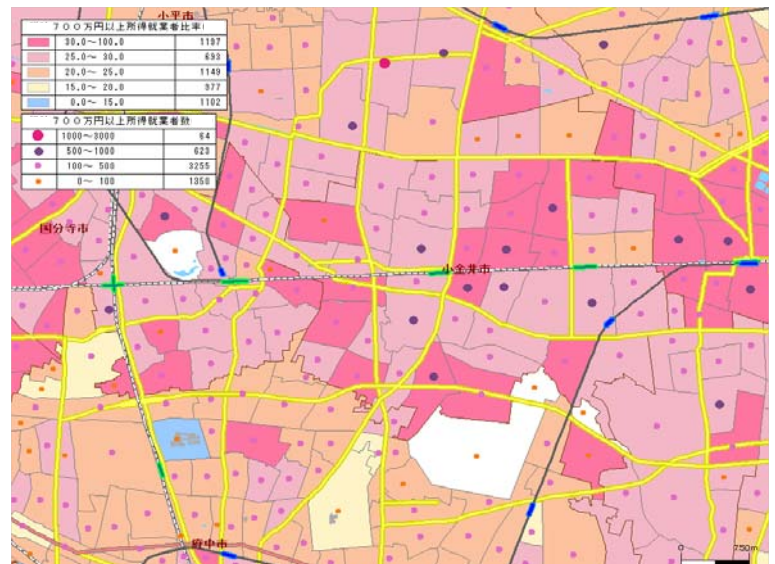 小平市
７００万円以上所得就業者比率(
30.0～100.0 1197
25.0～ 30.0 693
20.0～ 25.0 1149
15.0～ 20.0 977
0.0～ 15.0 1102
７００万円以上所得就業者数
1000～3000 64
500～1000 623
100～ 500 3255
0～ 100 1350
国分寺市
小金井市
府中市
0 750m